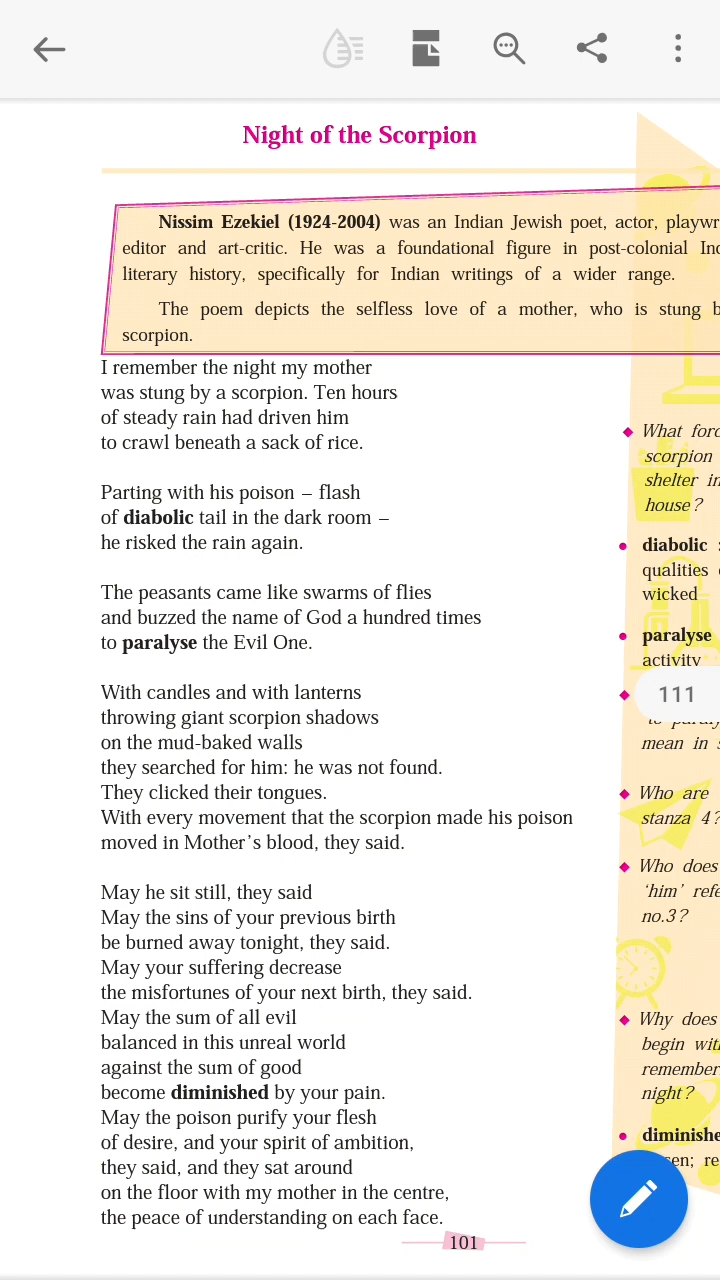 Night of the Scorpion
Nissim Ezekiel (1924-2004) was an Indian Jewish poet, actor,
editor and art-critic. He was a foundational figure in post-colonial
literary history, specifically for Indian writings of a wider range.
The poem depicts the selfless love of a mother, who is stung
scorpion.
I remember the night my mother
was stung by a scorpion. Ten hours
of steady rain had driven him
to crawl beneath a sack of rice.
Parting with his poison – flash
of diabolic tail in the dark room –
he risked the rain again.
The peasants came like swarms of flies
and buzzed the name of God a hundred times
to paralyse the Evil One.
With candles and with lanterns
throwing giant scorpion shadows
on the mud-baked walls
they searched for him: he was not found.
They clicked their tongues.
With every movement that the scorpion made his poison
moved in Mother's blood, they said.
May he sit still, they said
May the sins of your previous birth
be burned away tonight, they said.
May your suffering decrease
the misfortunes of your next birth, they said.
May the sum of all evil
balanced in this unreal world
against the sum of good
become diminished by your pain.
May the poison purify your flesh
of desire, and your spirit of ambition,
they said, and they sat around
on the floor with my mother in the centre,
the peace of understanding on each face.
What
scorpion
shelter
house?
diabolic :
qualities
wicked
paralyse
activity
111
mean in
Who are
stanza 4?
Who does
'him'
no.3?
Why does
begin
remember
night?
101